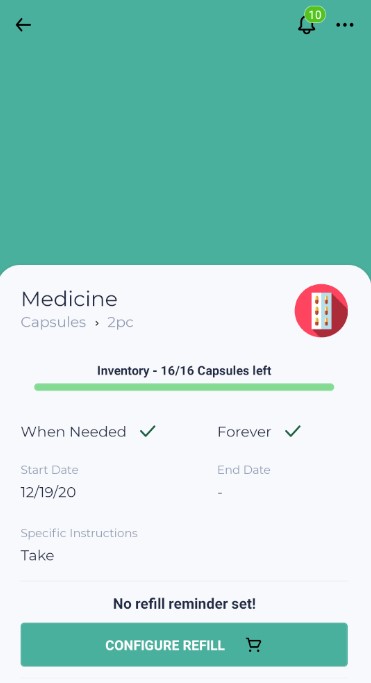 10
Medicine
Capsules › 2pc
Inventory - 16/16 Capsules left
When Needed Forever
Start Date End Date
12/19/20 -
Specific Instructions
Take
No refill reminder set!
CONFIGURE REFILL